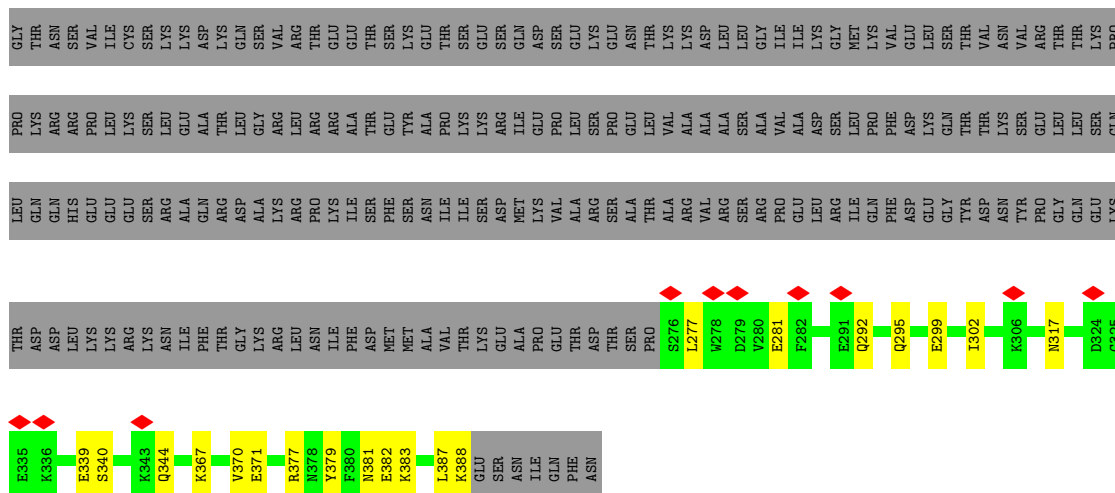 GLY THR ASN SER VAL ILE CYS SER LYS LYS ASP LYS GLN SER VAL ARG THR GLU GLU THR SER LYS GLU THR SER GLU SER GLN ASP SER GLU LYS GLU ASN THR LYS LYS ASP LEU LEU GLY ILE ILE LYS GLY MET LYS VAL GLU LEU SER THR VAL ASN VAL ARG THR THR LYS PRO
PRO LYS ARG ARG PRO LEU LYS SER LEU GLU ALA THR LEU GLY ARG LEU ARG ARG ALA THR GLU TYR ALA PRO LYS LYS ARG ILE GLU PRO LEU SER PRO GLU LEU VAL ALA ALA ALA SER ALA VAL ALA ASP SER LEU PRO PHE ASP LYS GLN THR THR LYS SER GLU LEU LEU SER GLN
LEU GLN GLN HIS GLU GLU GLU SER ARG ALA GLN ARG ASP ALA LYS ARG PRO LYS ILE SER PHE SER ASN ILE ILE SER ASP MET LYS VAL ALA ARG SER ALA THR ALA ARG VAL ARG SER ARG PRO GLU LEU ARG ILE GLN PHE ASP GLU GLY TYR ASP ASN TYR PRO GLY GLN GLU LYS
THR ASP ASP LEU LYS LYS ARG LYS ASN ILE PHE THR GLY LYS ARG LEU ASN ILE PHE ASP MET MET ALA VAL THR LYS GLU ALA PRO GLU THR ASP THR SER PRO S276 L277 W278 D279 V280 E281 F282 E291 Q292 Q295 E299 I302 K306 N317 D324
E335 K336 E339 S340 K343 Q344 K367 V370 E371 R377 N378 Y379 F380 N381 E382 K383 L387 K388 GLU SER ASN ILE GLN PHE ASN